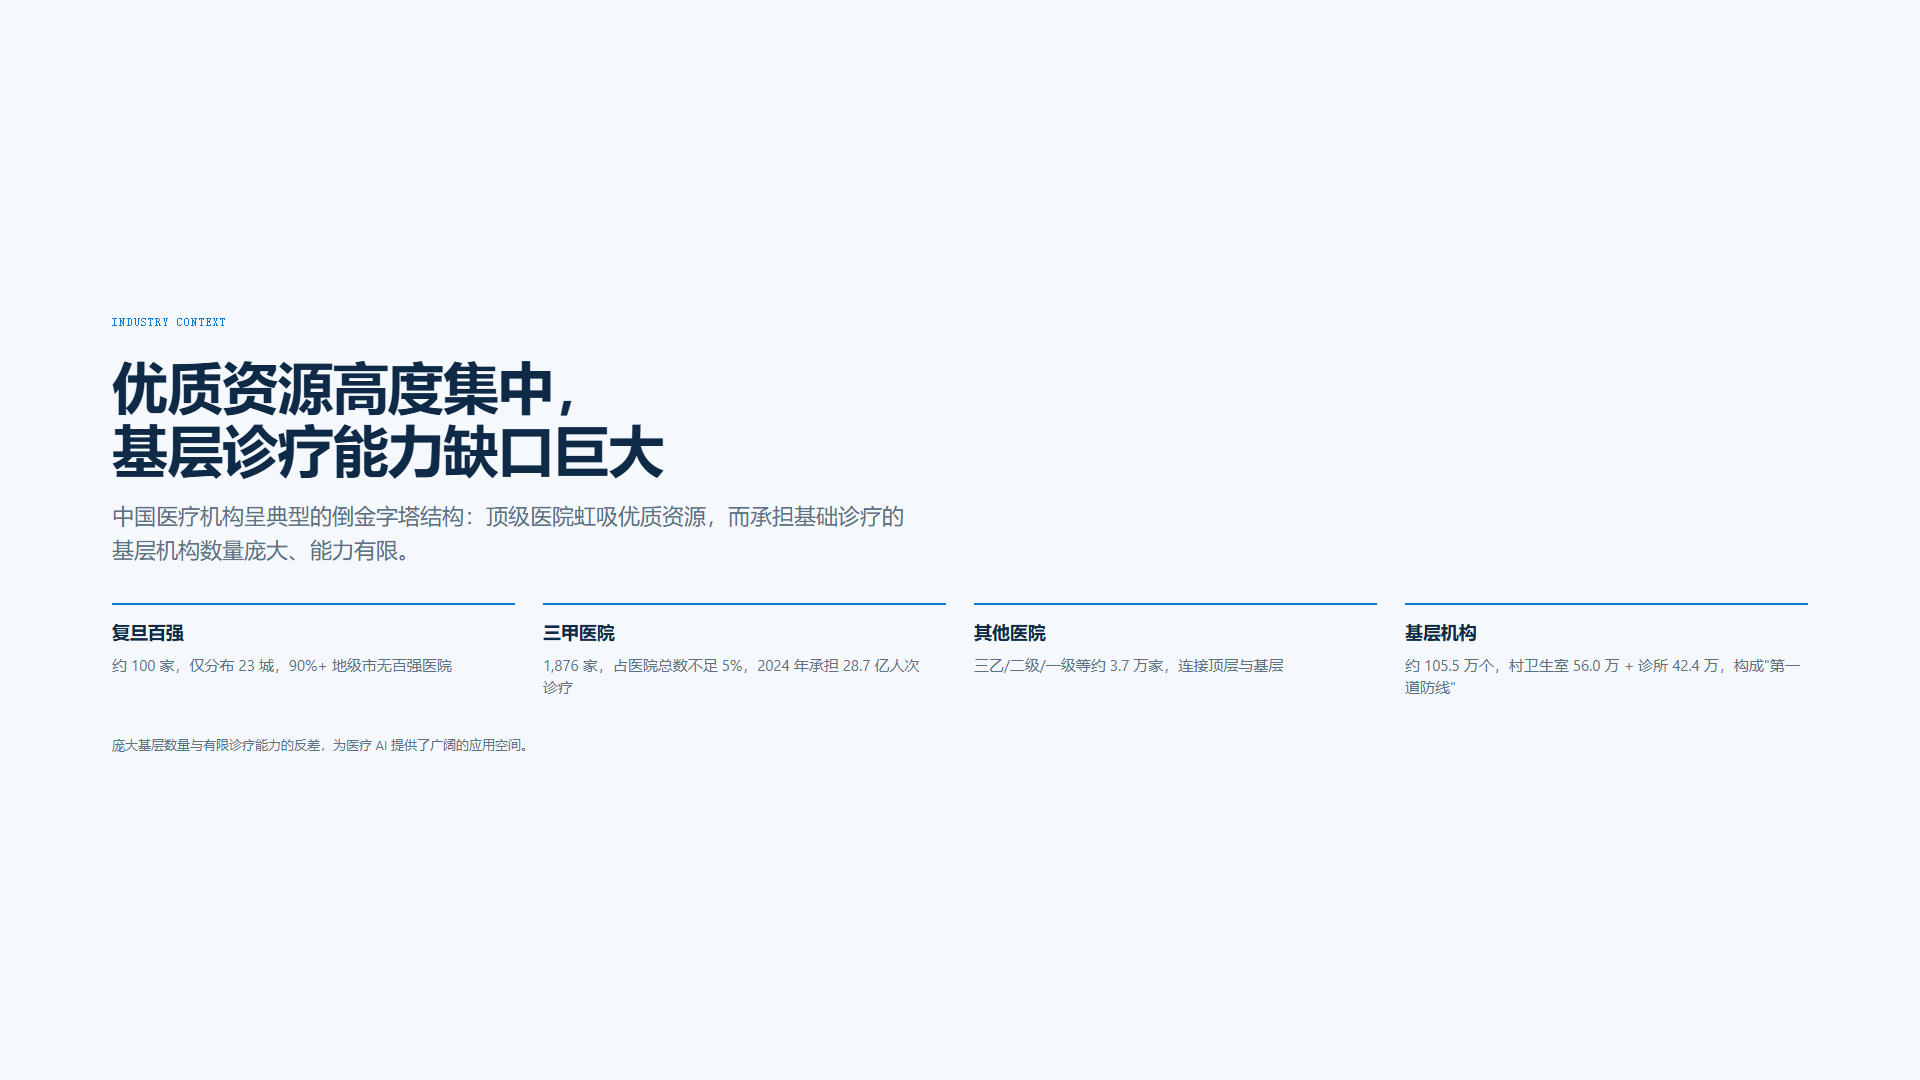 INDUSTRY CONTEXT
优质资源高度集中，
基层诊疗能力缺口巨大
中国医疗机构呈典型的倒金字塔结构：顶级医院虹吸优质资源，而承担基础诊疗的
基层机构数量庞大、能力有限。
复旦百强
约 100 家，仅分布 23 城，90%+ 地级市无百强医院
三甲医院
1,876 家，占医院总数不足 5%，2024 年承担 28.7 亿人次
诊疗
其他医院
三乙/二级/一级等约 3.7 万家，连接顶层与基层
基层机构
约 105.5 万个，村卫生室 56.0 万 + 诊所 42.4 万，构成"第一
道防线"
庞大基层数量与有限诊疗能力的反差，为医疗 AI 提供了广阔的应用空间。